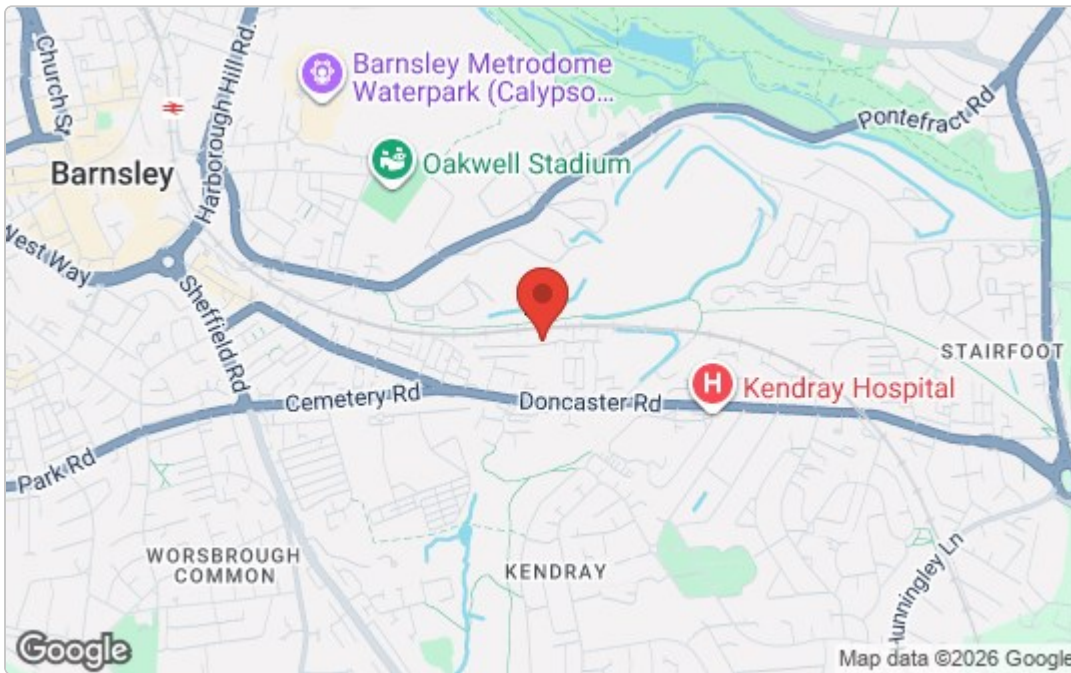 Church St
Harborough Hill Rd.
Barnsley Metrodome
Waterpark (Calypso...
Pontefract Rd
Oakwell Stadium
Barnsley
West Way
Sheffield Rd
STAIRFOOT
H
Kendray Hospital
Cemetery Rd
Doncaster Rd
Park Rd
WORSBROUGH
COMMON
KENDRAY
Hunningley Ln
Google
Map data ©2026 Google